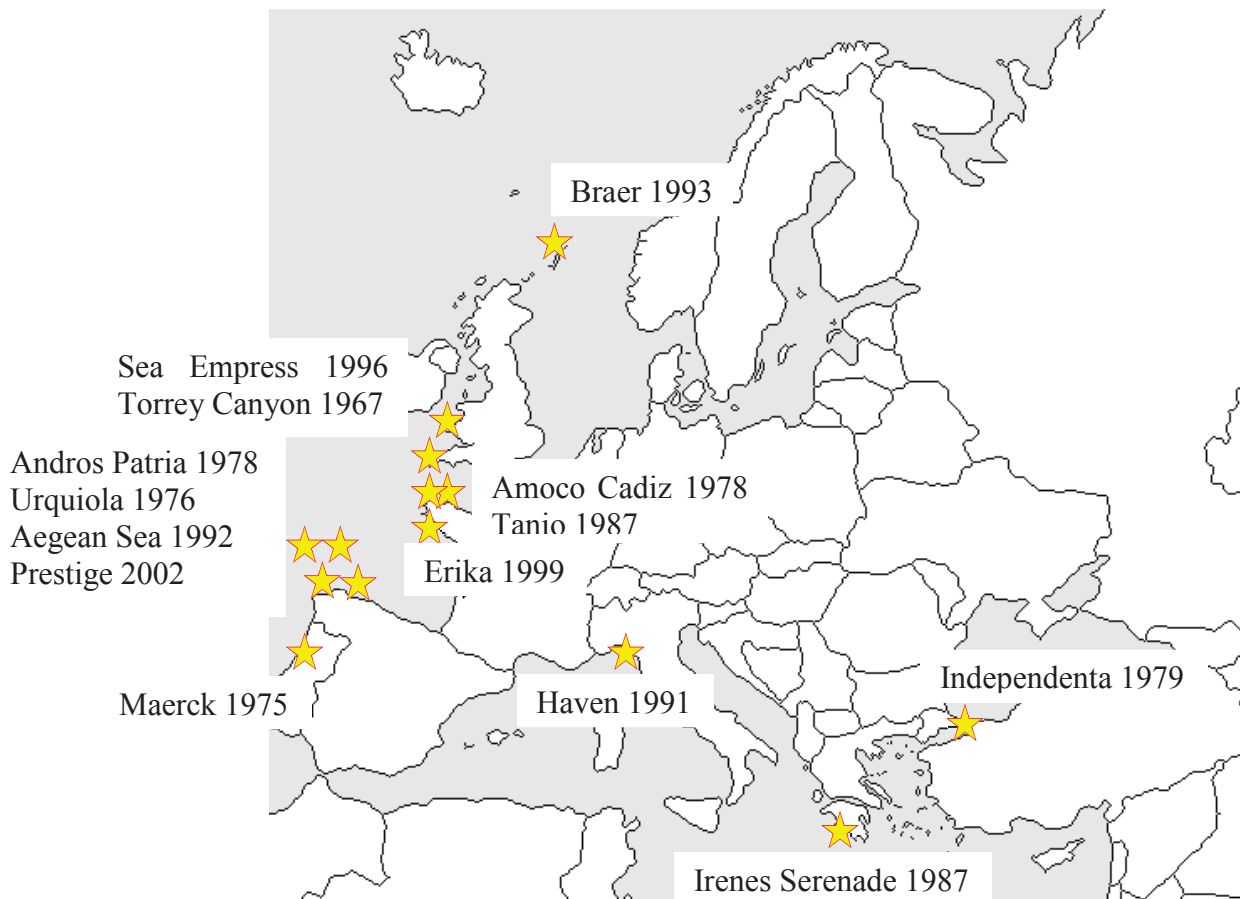 Braer 1993
Sea Empress 1996
Torrey Canyon 1967
Andros Patria 1978
Urquiola 1976
Aegean Sea 1992
Prestige 2002
Amoco Cadiz 1978
Tanio 1987
Erika 1999
Maerck 1975
Haven 1991
Independenta 1979
Irenes Serenade 1987